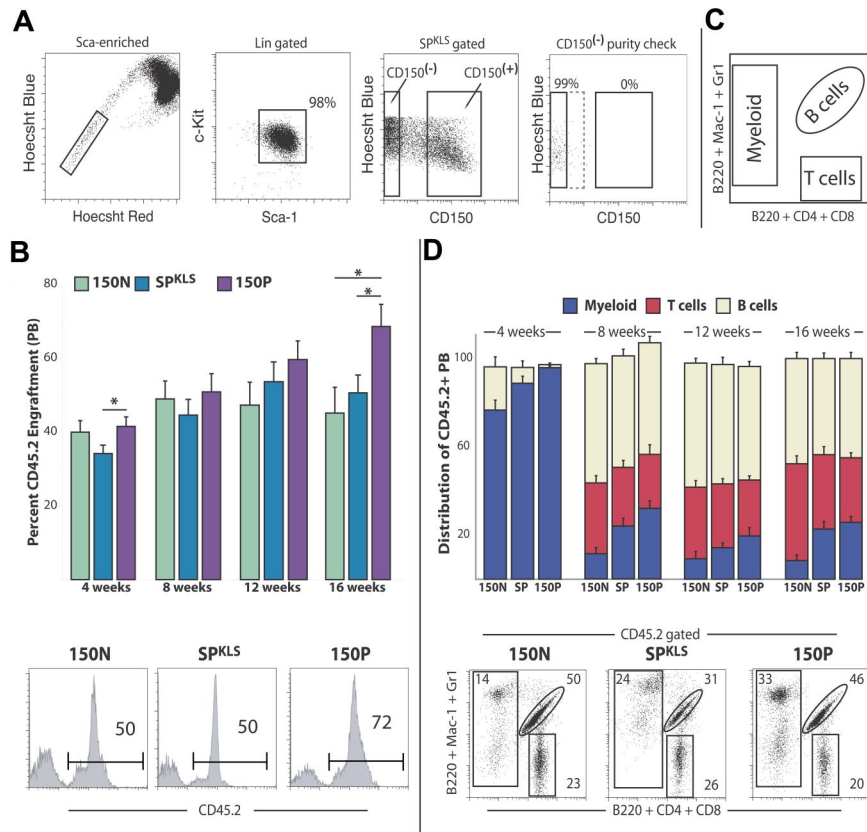 A
Sca-enriched
Hoecsht Blue
Hoecsht Red
Lin gated
98%
c-Kit
Sca-1
SPKLS gated
CD150(-)
CD150(+)
Hoecsht Blue
CD150
CD150(-) purity check
99%
0%
Hoecsht Blue
CD150
C
B220 + Mac-1 + Gr1
Myeloid
B cells
T cells
B220 + CD4 + CD8
B
150N
SPKLS
150P
Percent CD45.2 Engraftment (PB)
80
60
40
20
*
*
*
4 weeks
8 weeks
12 weeks
16 weeks
150N
SPKLS
150P
50
50
72
CD45.2
D
Myeloid
T cells
B cells
4 weeks
8 weeks
12 weeks
16 weeks
Distribution of CD45.2+ PB
100
60
20
150N SP 150P
150N SP 150P
150N SP 150P
150N SP 150P
CD45.2 gated
150N
SPKLS
150P
B220 + Mac-1 + Gr1
14
50
23
24
31
26
33
46
20
B220 + CD4 + CD8